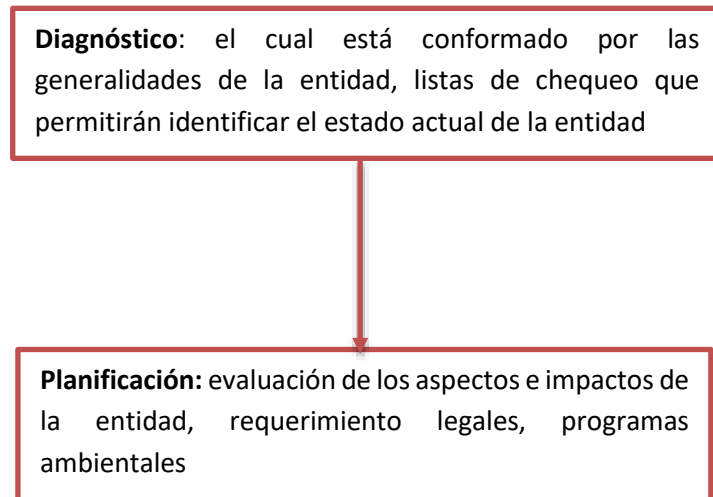 Diagnóstico: el cual está conformado por las
generalidades de la entidad, listas de chequeo que
permitirán identificar el estado actual de la entidad
Planificación: evaluación de los aspectos e impactos de
la entidad, requerimiento legales, programas
ambientales